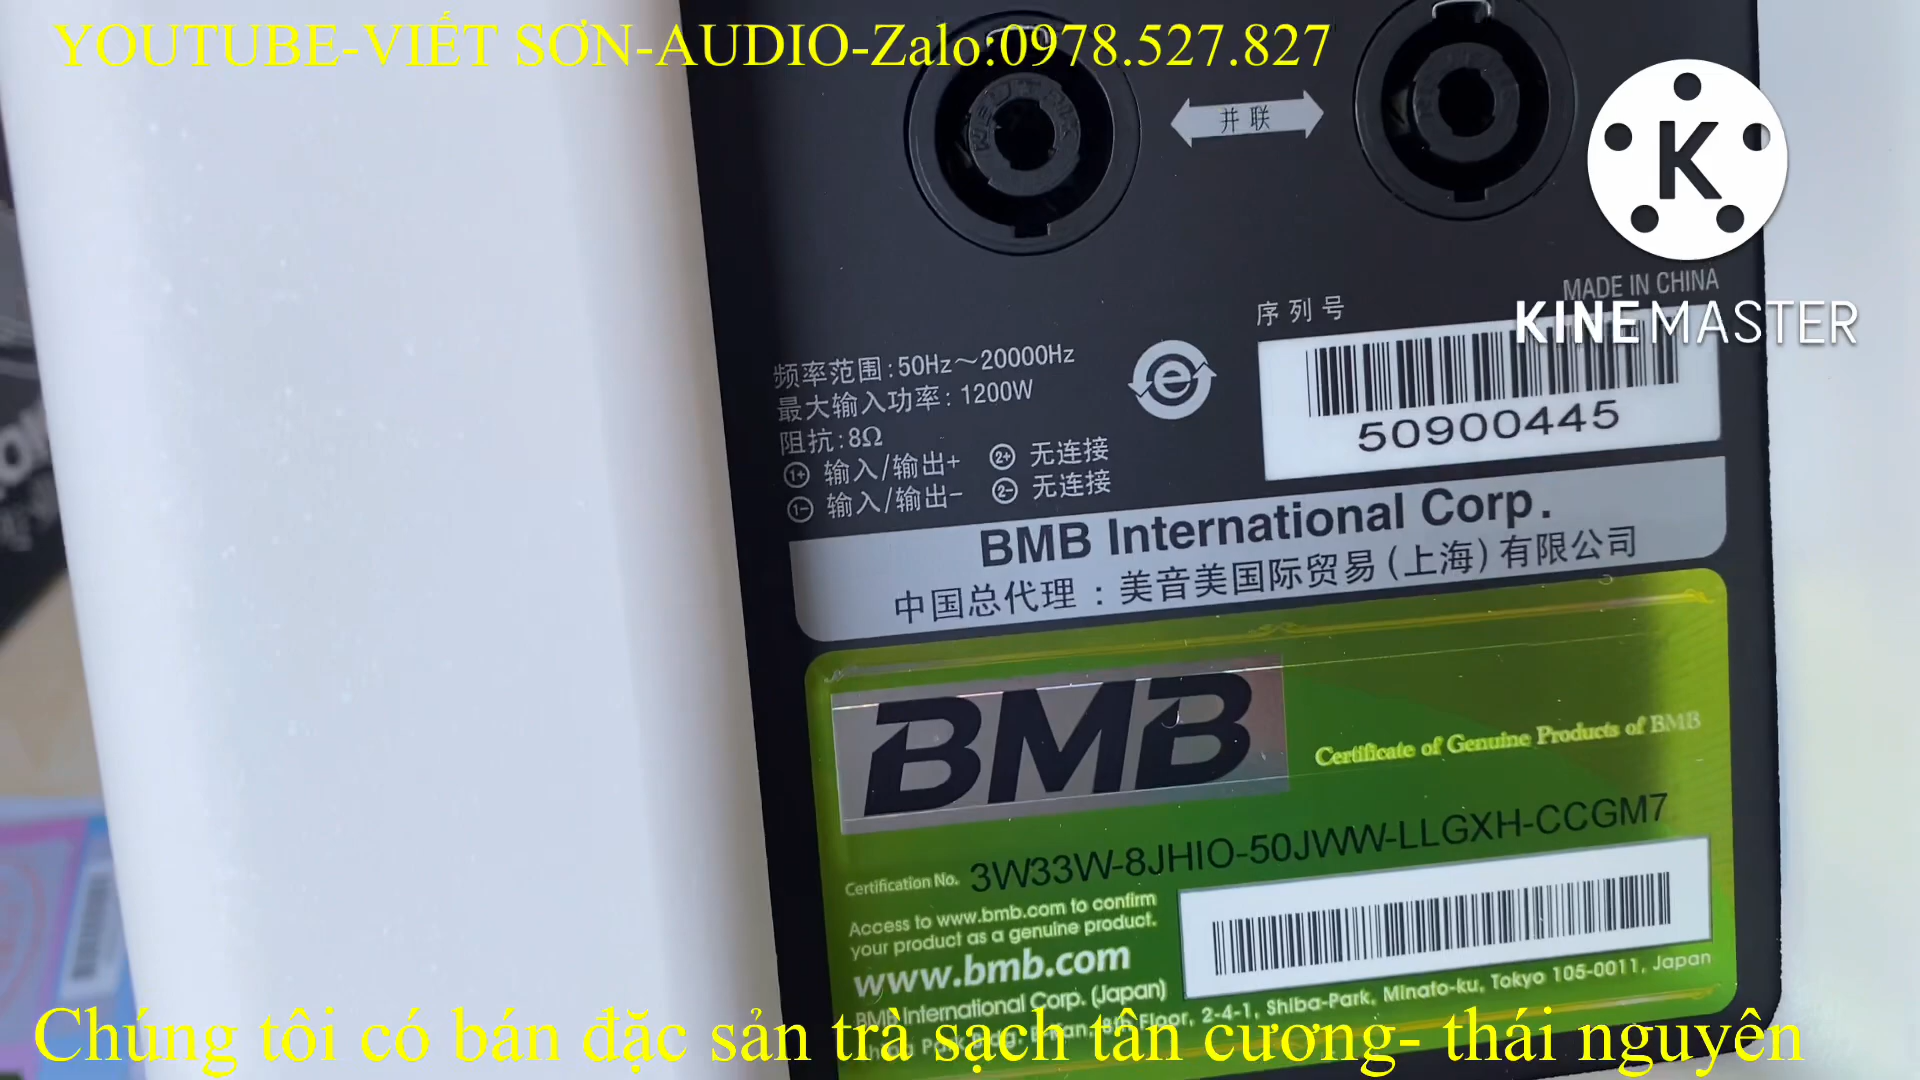 YOUTUBE-VIẾT SƠN-AUDIO-Zalo:0978.527.827
NEUTRIK
并联
K
KINEMASTER
MADE IN CHINA
序列号
频率范围:50Hz～20000Hz
最大输入功率: 1200W
阻抗:8Ω
1+ 输入/输出+ 2+ 无连接
1- 输入/输出- 2- 无连接
e
50900445
BMB International Corp.
中国总代理：美音美国际贸易(上海)有限公司
BMB
Certificate of Genuine Products of BMB
Certification No. 3W33W-8JHIO-50JWW-LLGXH-CCGM7
Access to www.bmb.com to confirm
your product as a genuine product.
www.bmb.com
BMB International Corp. (Japan)
Floor, 2-4-1, Shiba-Park, Minato-ku, Tokyo 105-0011, Japan
Chúng tôi có bán đặc sản trà sạch tân cương- thái nguyên